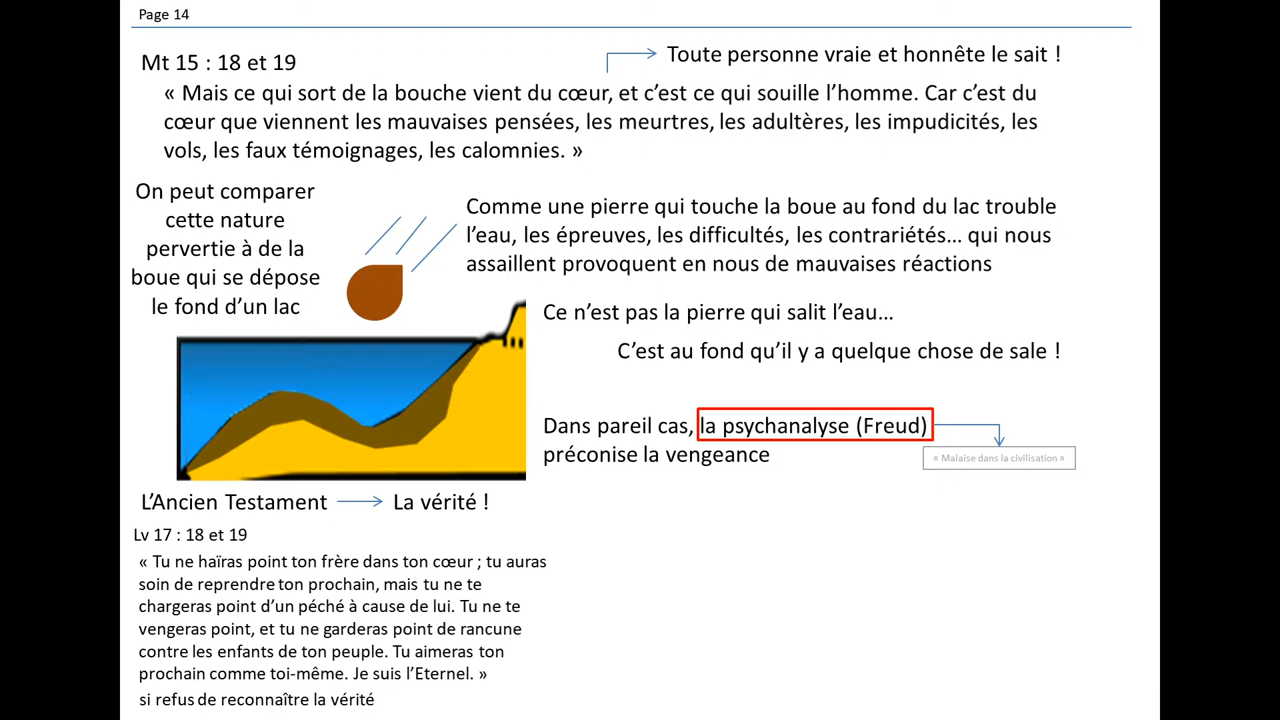 Page 14
Toute personne vraie et honnête le sait !
Mt 15 : 18 et 19
« Mais ce qui sort de la bouche vient du cœur, et c’est ce qui souille l’homme. Car c’est du
cœur que viennent les mauvaises pensées, les meurtres, les adultères, les impudicités, les
vols, les faux témoignages, les calomnies. »
On peut comparer
cette nature
pervertie à de la
boue qui se dépose
le fond d’un lac
Comme une pierre qui touche la boue au fond du lac trouble
l’eau, les épreuves, les difficultés, les contrariétés… qui nous
assaillent provoquent en nous de mauvaises réactions
Ce n’est pas la pierre qui salit l’eau…
C’est au fond qu’il y a quelque chose de sale !
Dans pareil cas, la psychanalyse (Freud)
préconise la vengeance
« Malaise dans la civilisation »
L’Ancien Testament La vérité !
Lv 17 : 18 et 19
« Tu ne haïras point ton frère dans ton cœur ; tu auras
soin de reprendre ton prochain, mais tu ne te
chargeras point d’un péché à cause de lui. Tu ne te
vengeras point, et tu ne garderas point de rancune
contre les enfants de ton peuple. Tu aimeras ton
prochain comme toi-même. Je suis l’Eternel. »
si refus de reconnaître la vérité